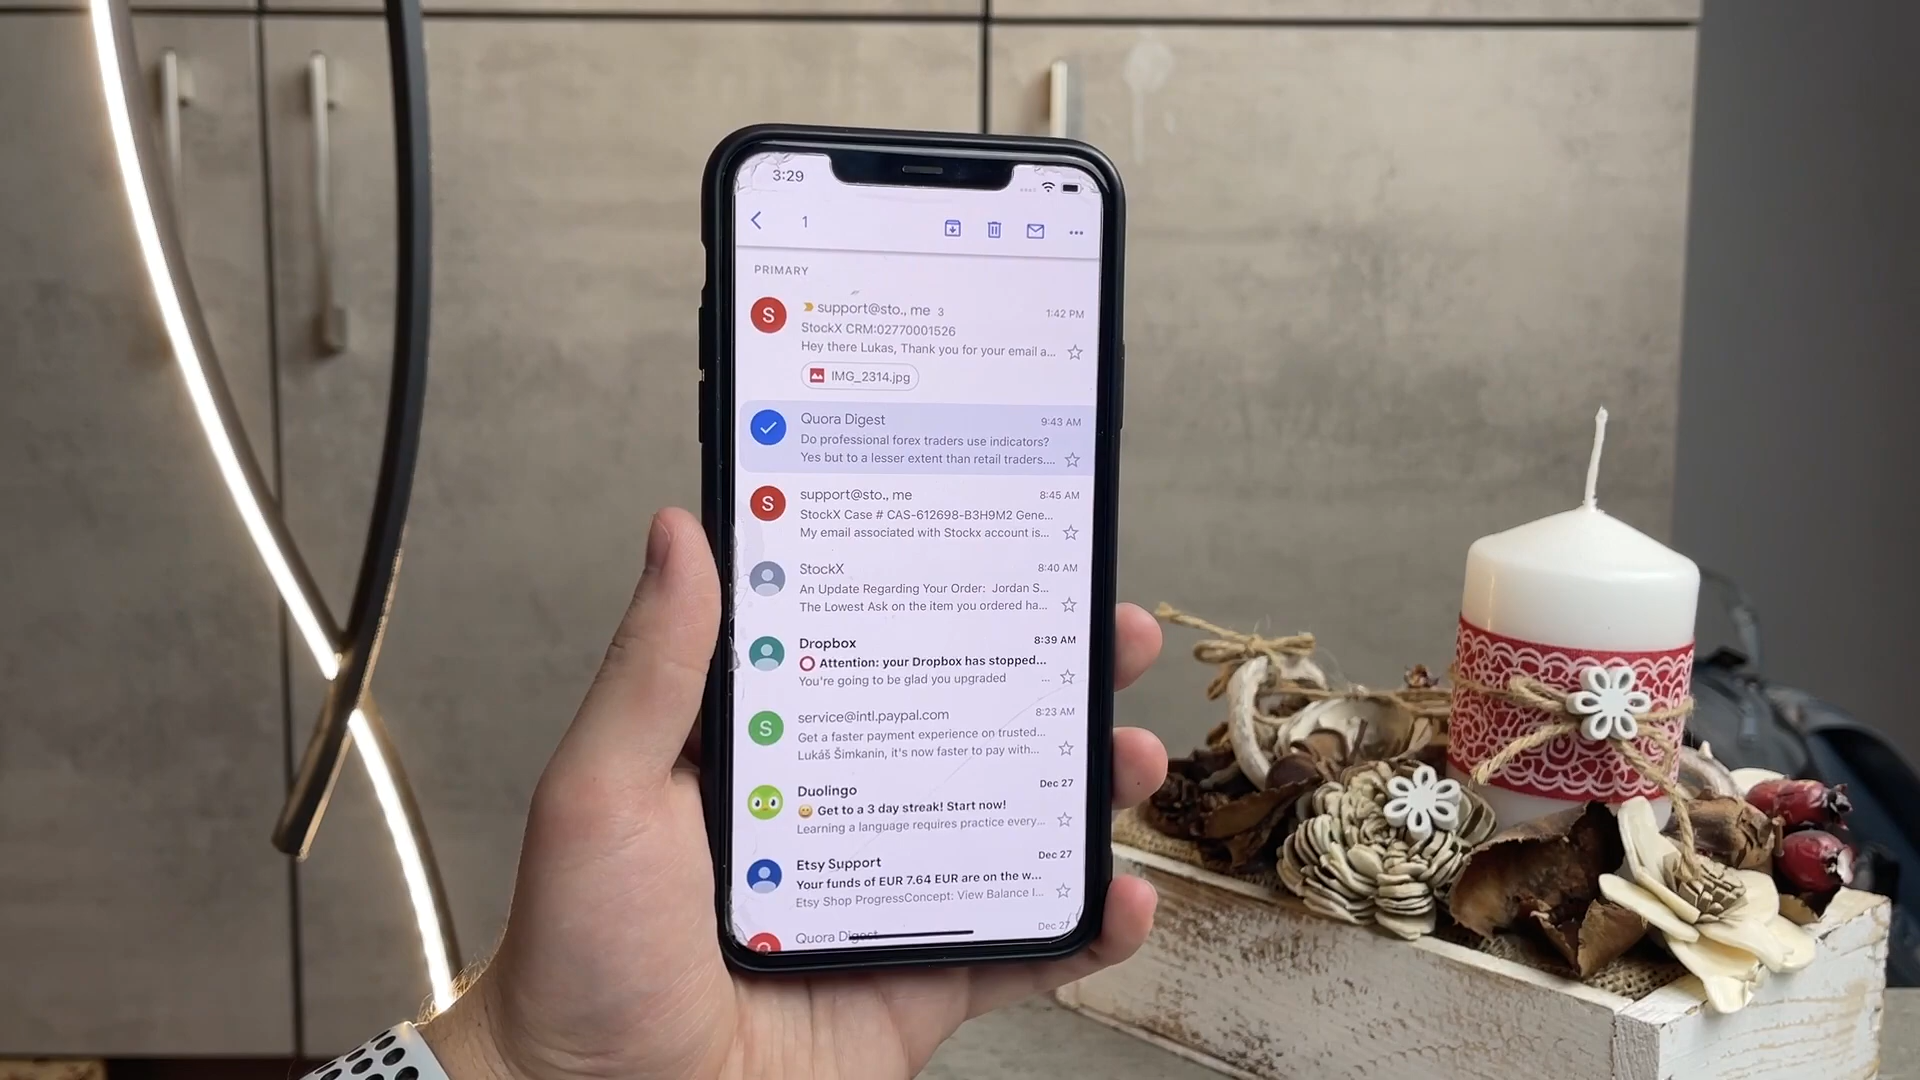 3:29
1
PRIMARY
S
support@sto., me 3
1:42 PM
StockX CRM:02770001526
Hey there Lukas, Thank you for your email a...
IMG_2314.jpg
Quora Digest
9:43 AM
Do professional forex traders use indicators?
Yes but to a lesser extent than retail traders....
S
support@sto., me
8:45 AM
StockX Case # CAS-612698-B3H9M2 Gene...
My email associated with Stockx account is...
StockX
8:40 AM
An Update Regarding Your Order: Jordan S...
The Lowest Ask on the item you ordered ha...
Dropbox
8:39 AM
Attention: your Dropbox has stopped...
You're going to be glad you upgraded ...
S
service@intl.paypal.com
8:23 AM
Get a faster payment experience on trusted...
Lukáš Šimkanin, it's now faster to pay with...
Duolingo
Dec 27
Get to a 3 day streak! Start now!
Learning a language requires practice every...
Etsy Support
Dec 27
Your funds of EUR 7.64 EUR are on the w...
Etsy Shop ProgressConcept: View Balance I...
Quora Digest
Dec 27